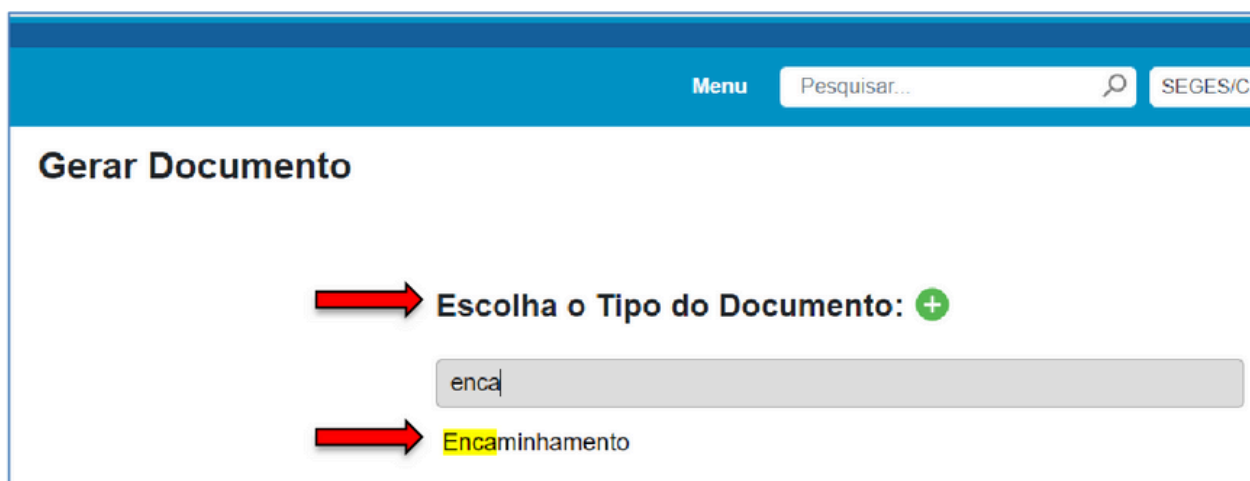 Menu
Pesquisar...
SEGES/C
Gerar Documento
Escolha o Tipo do Documento:
enca
Encaminhamento